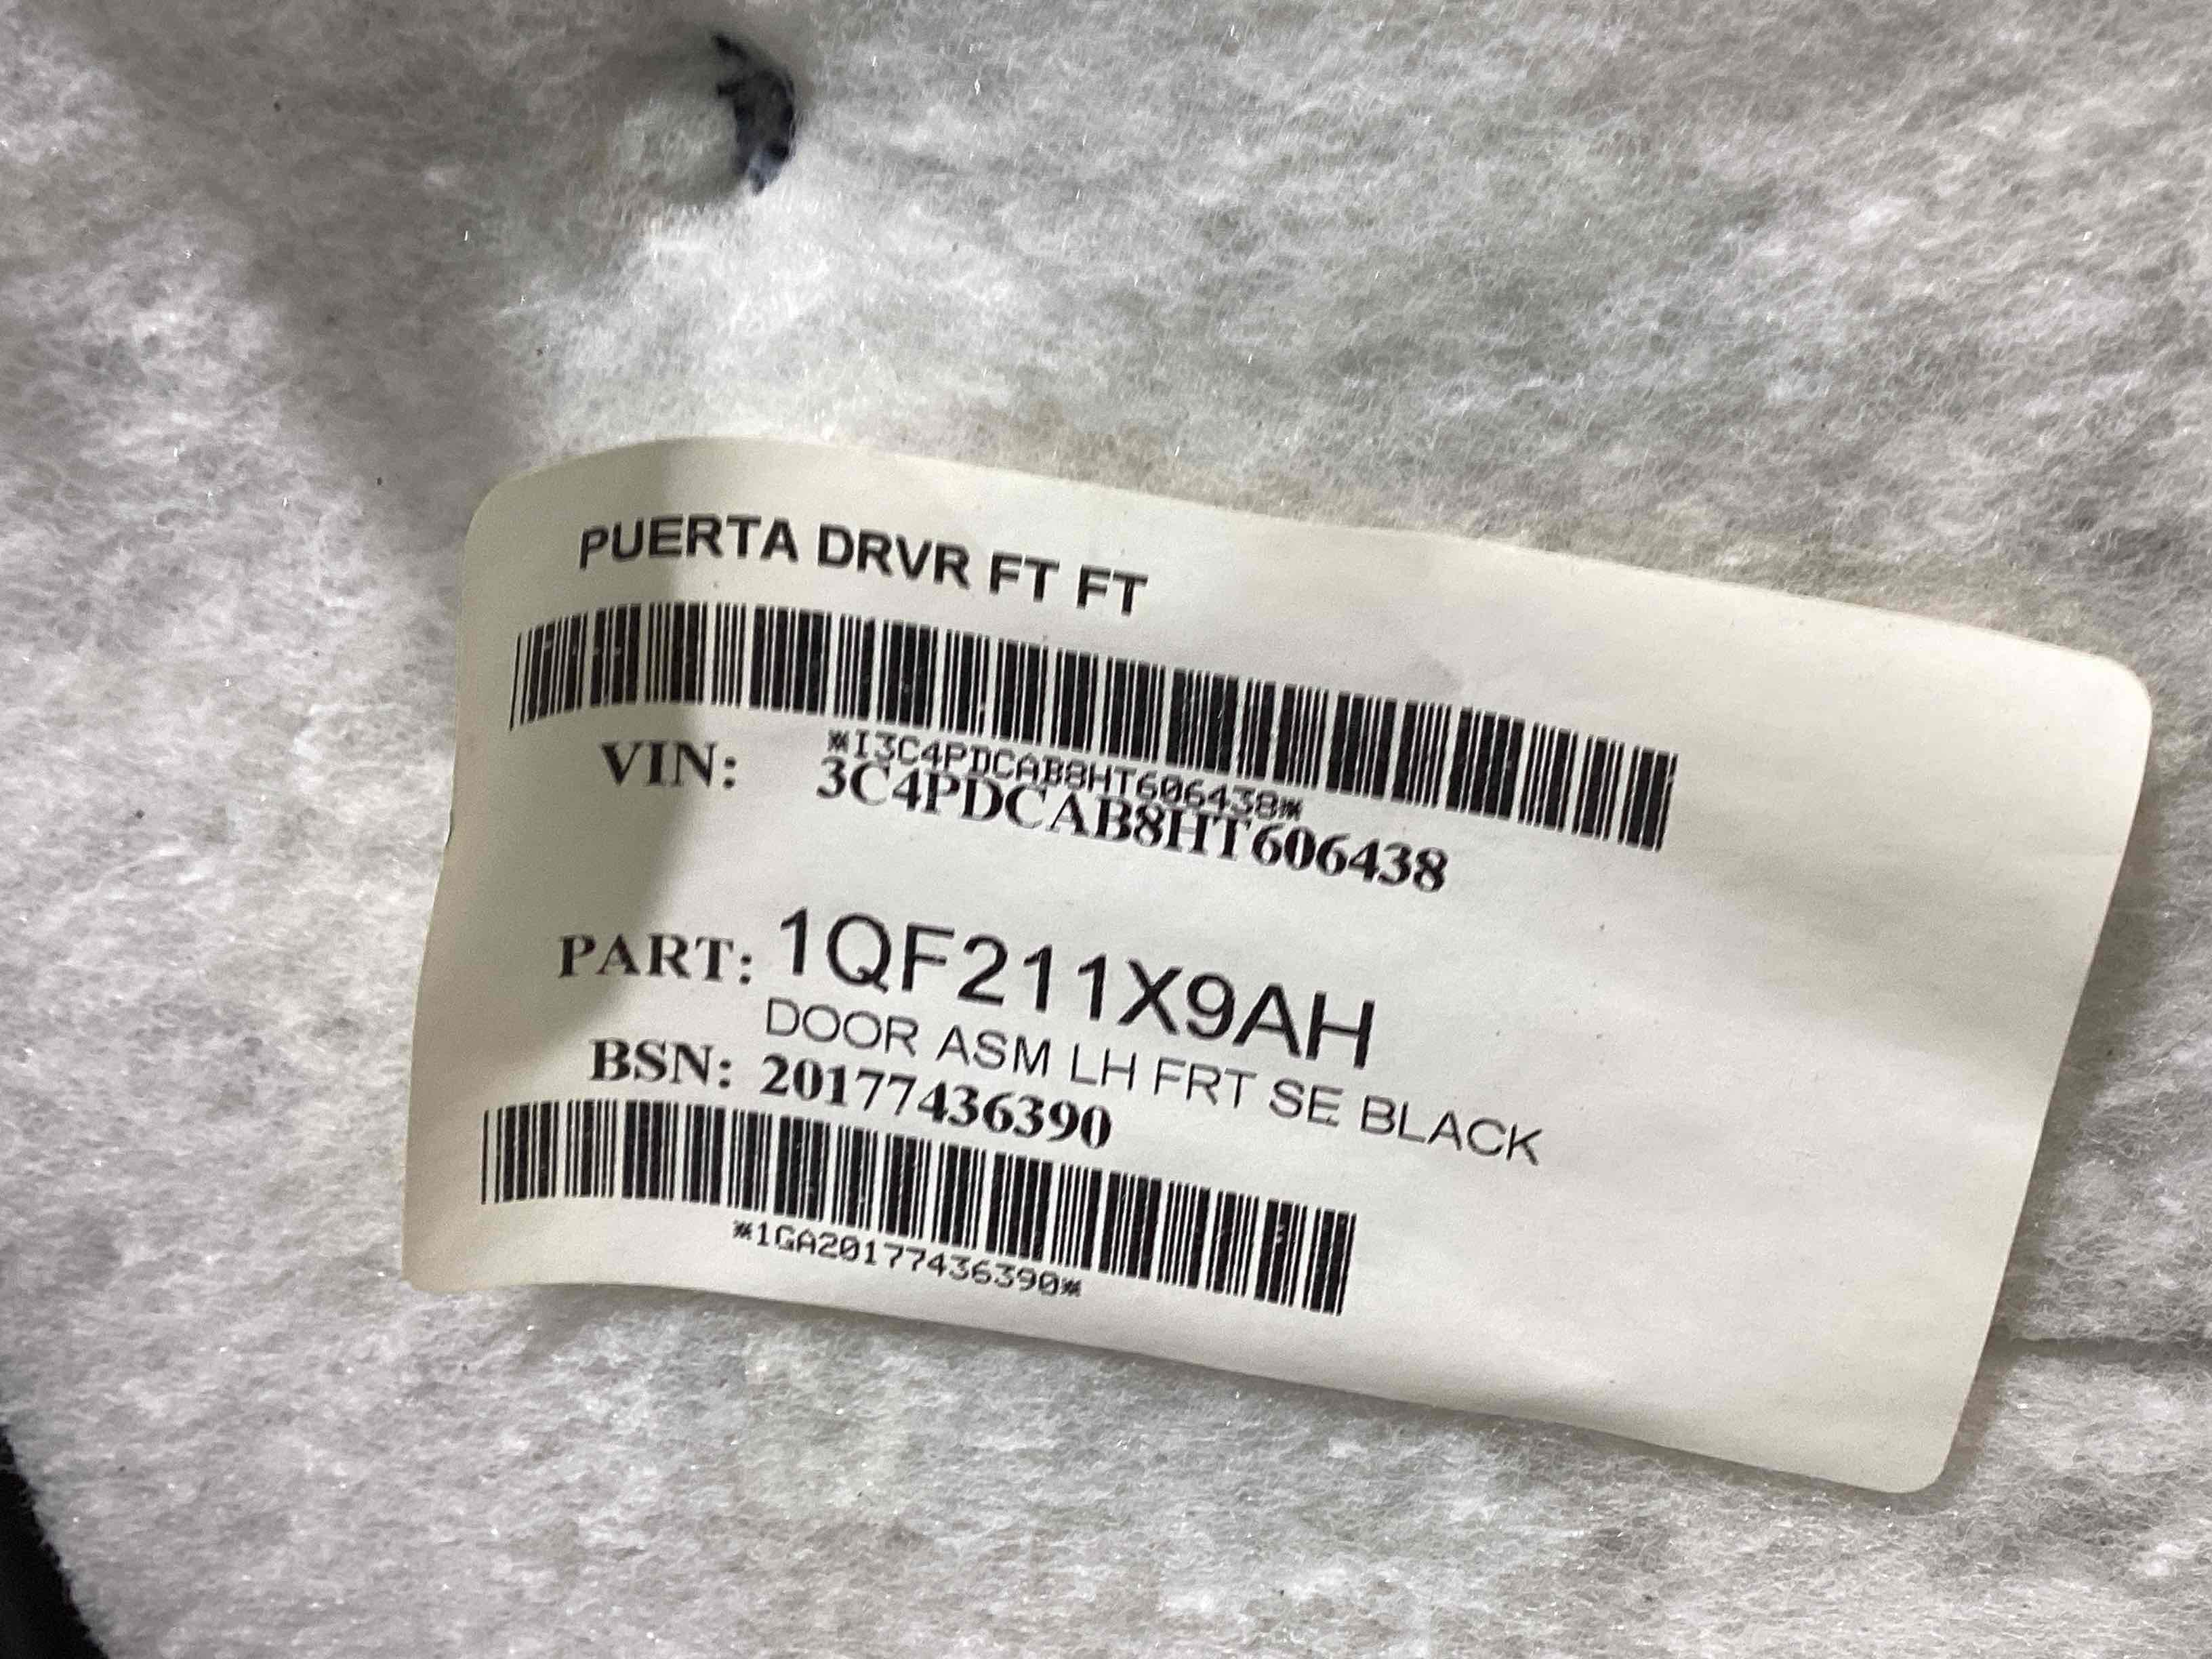 PUERTA DRVR FT FT
*I3C4PDCAB8HT606438*
VIN: 3C4PDCAB8HT606438
PART: 1QF211X9AH
DOOR ASM LH FRT SE BLACK
BSN: 20177436390
*1GA20177436390*